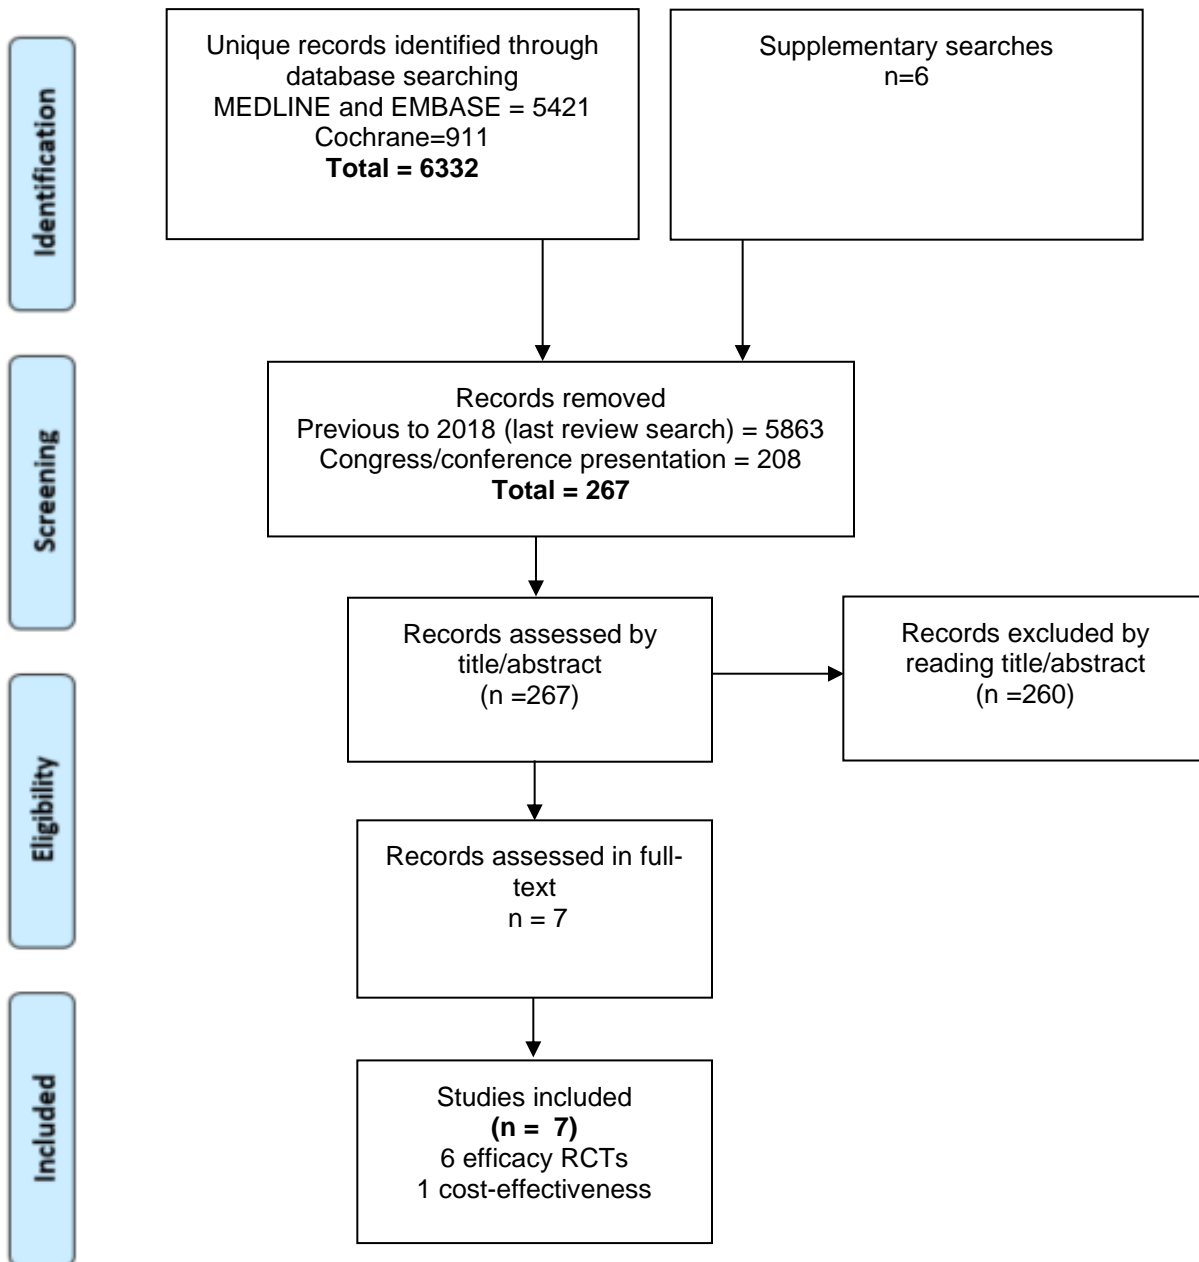 Identification
Unique records identified through
database searching
MEDLINE and EMBASE = 5421
Cochrane=911
Total = 6332
Supplementary searches
n=6
Screening
Records removed
Previous to 2018 (last review search) = 5863
Congress/conference presentation = 208
Total = 267
Records assessed by
title/abstract
(n =267)
Records excluded by
reading title/abstract
(n =260)
Eligibility
Records assessed in full-
text
n = 7
Included
Studies included
(n =  7)
6 efficacy RCTs
1 cost-effectiveness